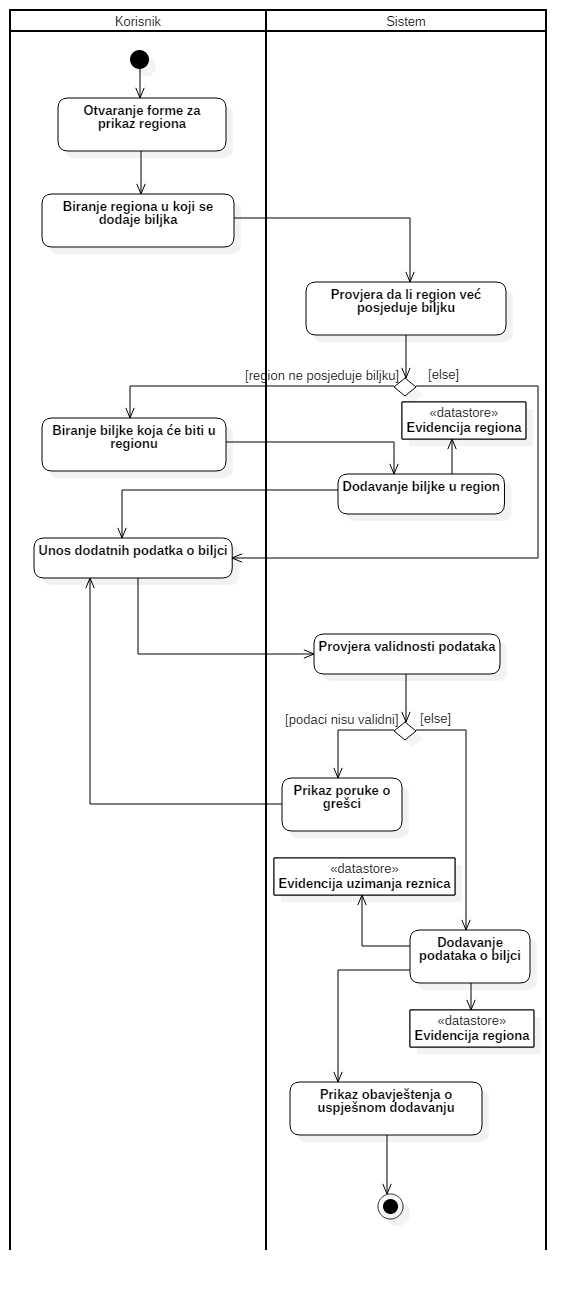 Korisnik
Sistem
Otvaranje forme za
prikaz regiona
Biranje regiona u koji se
dodaje biljka
Provjera da li region već
posjeduje biljku
[region ne posjeduje biljku]
[else]
«datastore»
Evidencija regiona
Biranje biljke koja će biti u
regionu
Dodavanje biljke u region
Unos dodatnih podatka o biljci
Provjera validnosti podataka
[podaci nisu validni]
[else]
Prikaz poruke o
grešci
«datastore»
Evidencija uzimanja reznica
Dodavanje
podataka o biljci
«datastore»
Evidencija regiona
Prikaz obavještenja o
uspješnom dodavanju